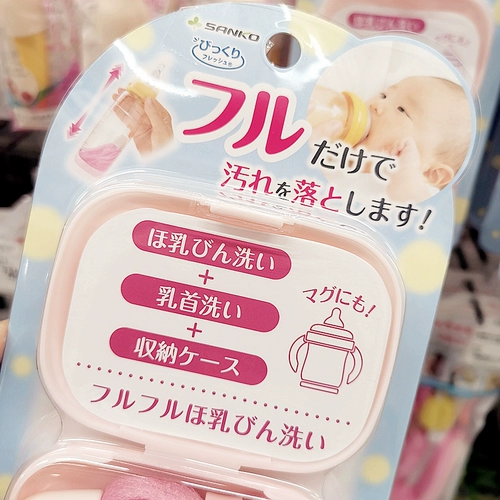 SANKO
びっくり
フレッシュ®
フル だけで
汚れを落とします!
ほ乳びん洗い
+
乳首洗い
+
収納ケース
マグにも!
フルフルほ乳びん洗い